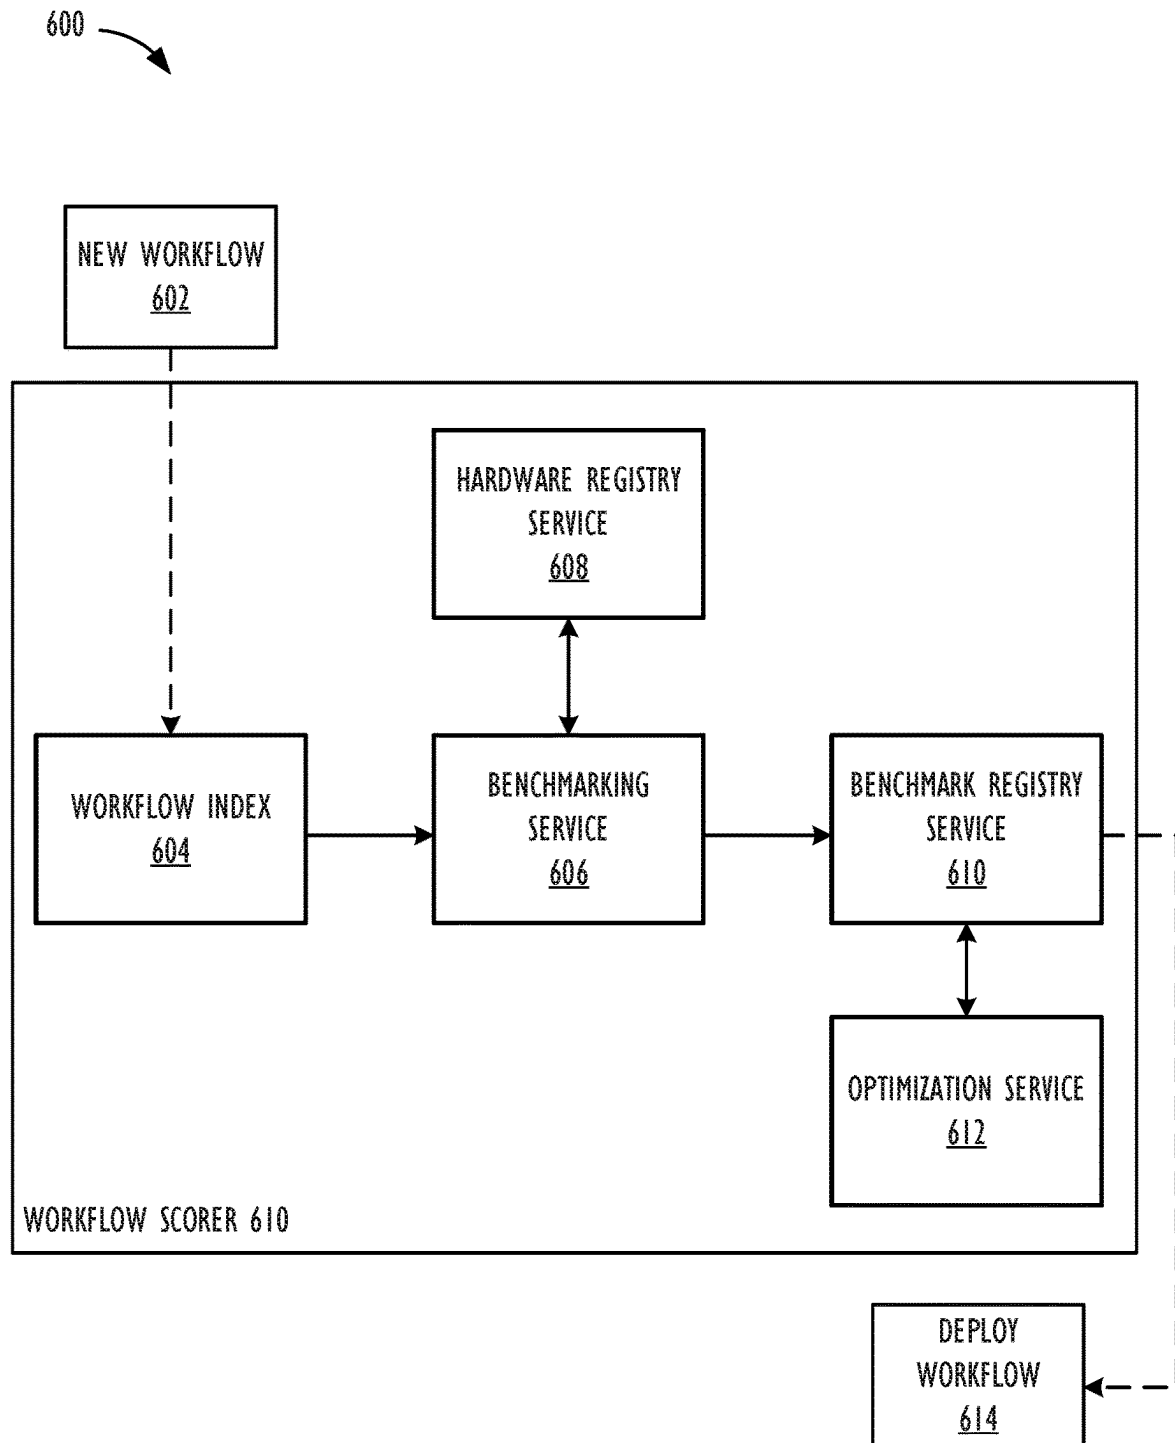 600
NEW WORKFLOW
602
HARDWARE REGISTRY
SERVICE
608
WORKFLOW INDEX
604
BENCHMARKING
SERVICE
606
BENCHMARK REGISTRY
SERVICE
610
OPTIMIZATION SERVICE
612
WORKFLOW SCORER 610
DEPLOY
WORKFLOW
614